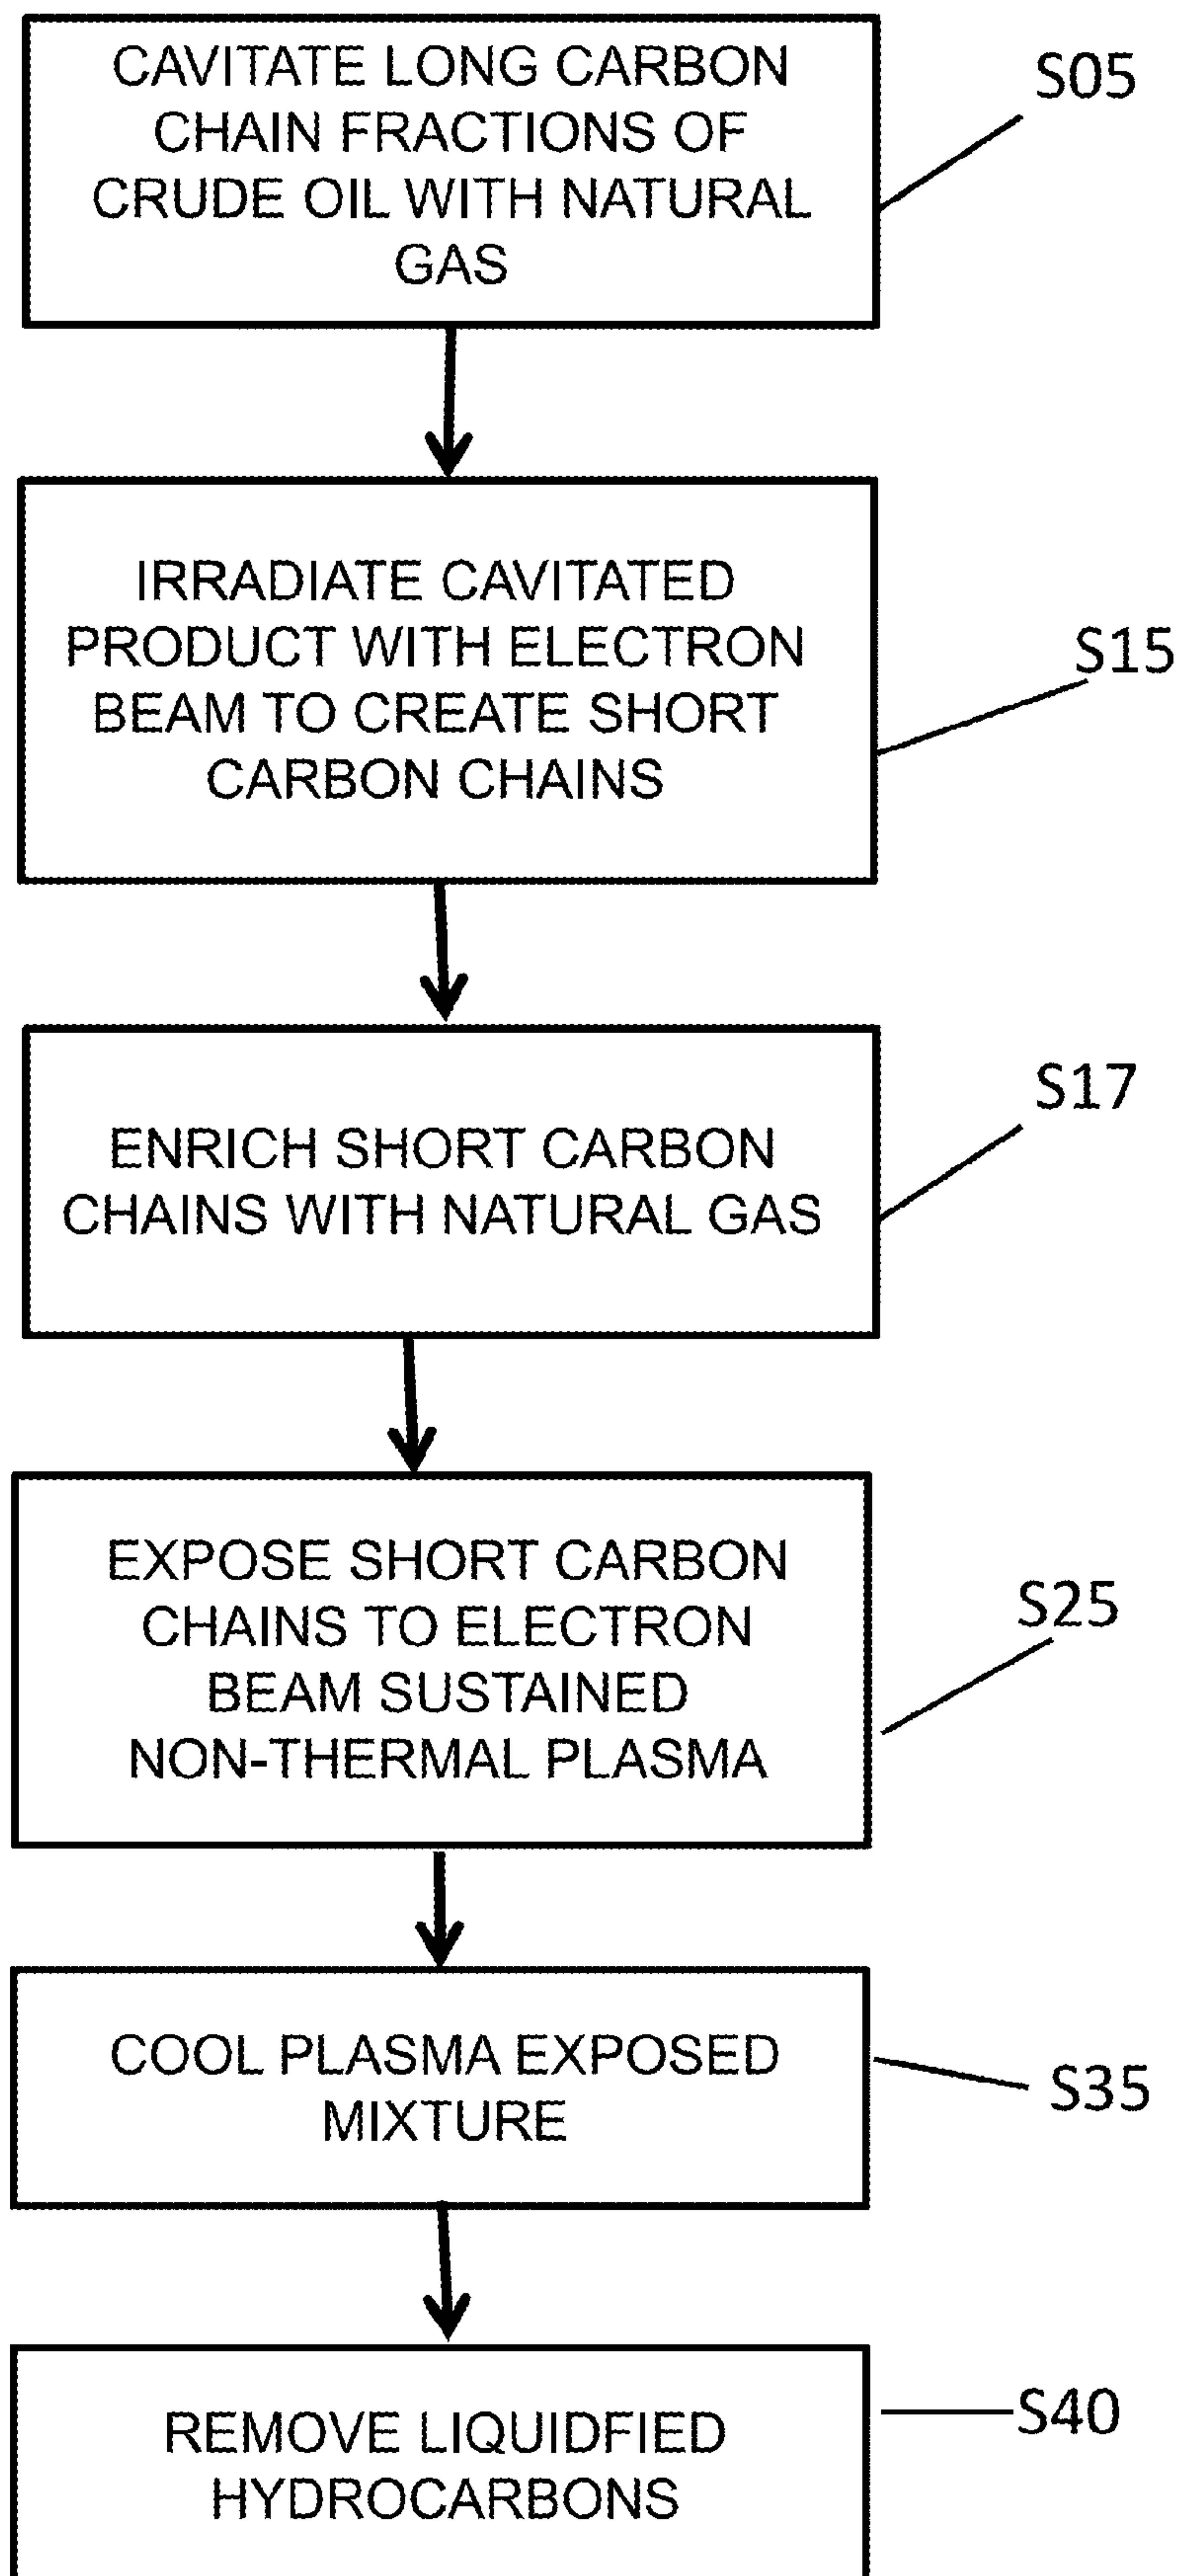 CAVITATE LONG CARBON
CHAIN FRACTIONS OF
CRUDE OIL WITH NATURAL
GAS
S05
IRRADIATE CAVITATED
PRODUCT WITH ELECTRON
BEAM TO CREATE SHORT
CARBON CHAINS
S15
ENRICH SHORT CARBON
CHAINS WITH NATURAL GAS
S17
EXPOSE SHORT CARBON
CHAINS TO ELECTRON
BEAM SUSTAINED
NON-THERMAL PLASMA
S25
COOL PLASMA EXPOSED
MIXTURE
S35
REMOVE LIQUIDFIED
HYDROCARBONS
S40